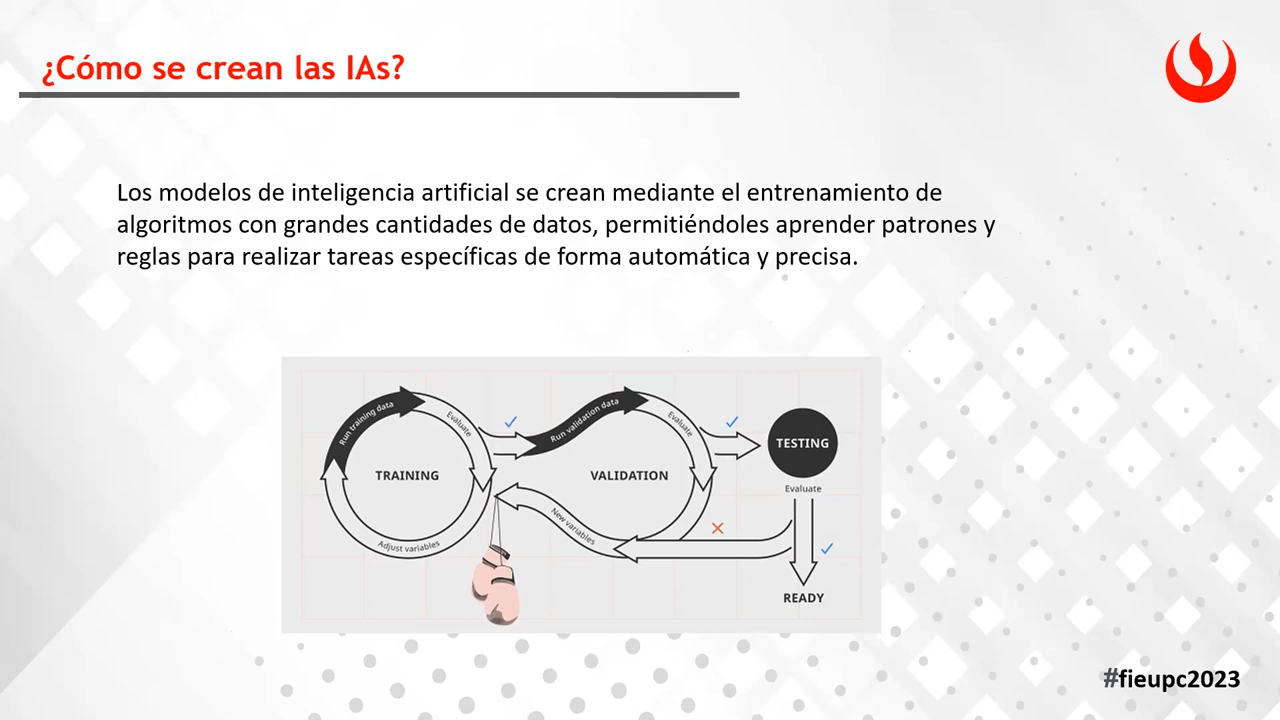 ¿Cómo se crean las IAs?
Los modelos de inteligencia artificial se crean mediante el entrenamiento de
algoritmos con grandes cantidades de datos, permitiéndoles aprender patrones y
reglas para realizar tareas específicas de forma automática y precisa.
Run training data
Evaluate
TRAINING
Adjust variables
Run validation data
Evaluate
VALIDATION
New variables
TESTING
Evaluate
READY
#fieupc2023